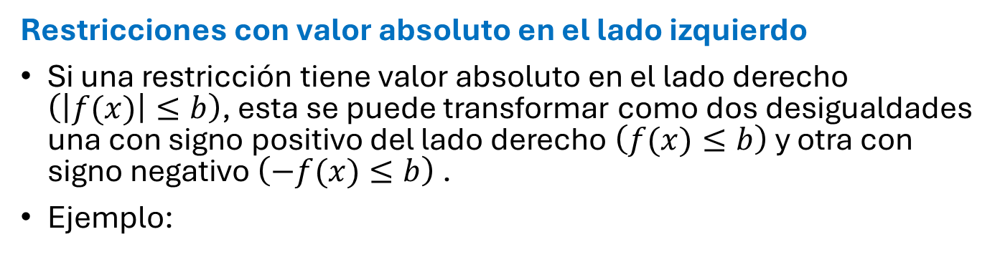 Restricciones con valor absoluto en el lado izquierdo
• Si una restricción tiene valor absoluto en el lado derecho
(|f(x)| ≤ b), esta se puede transformar como dos desigualdades
una con signo positivo del lado derecho (f(x) ≤ b) y otra con
signo negativo (−f(x) ≤ b) .
• Ejemplo: